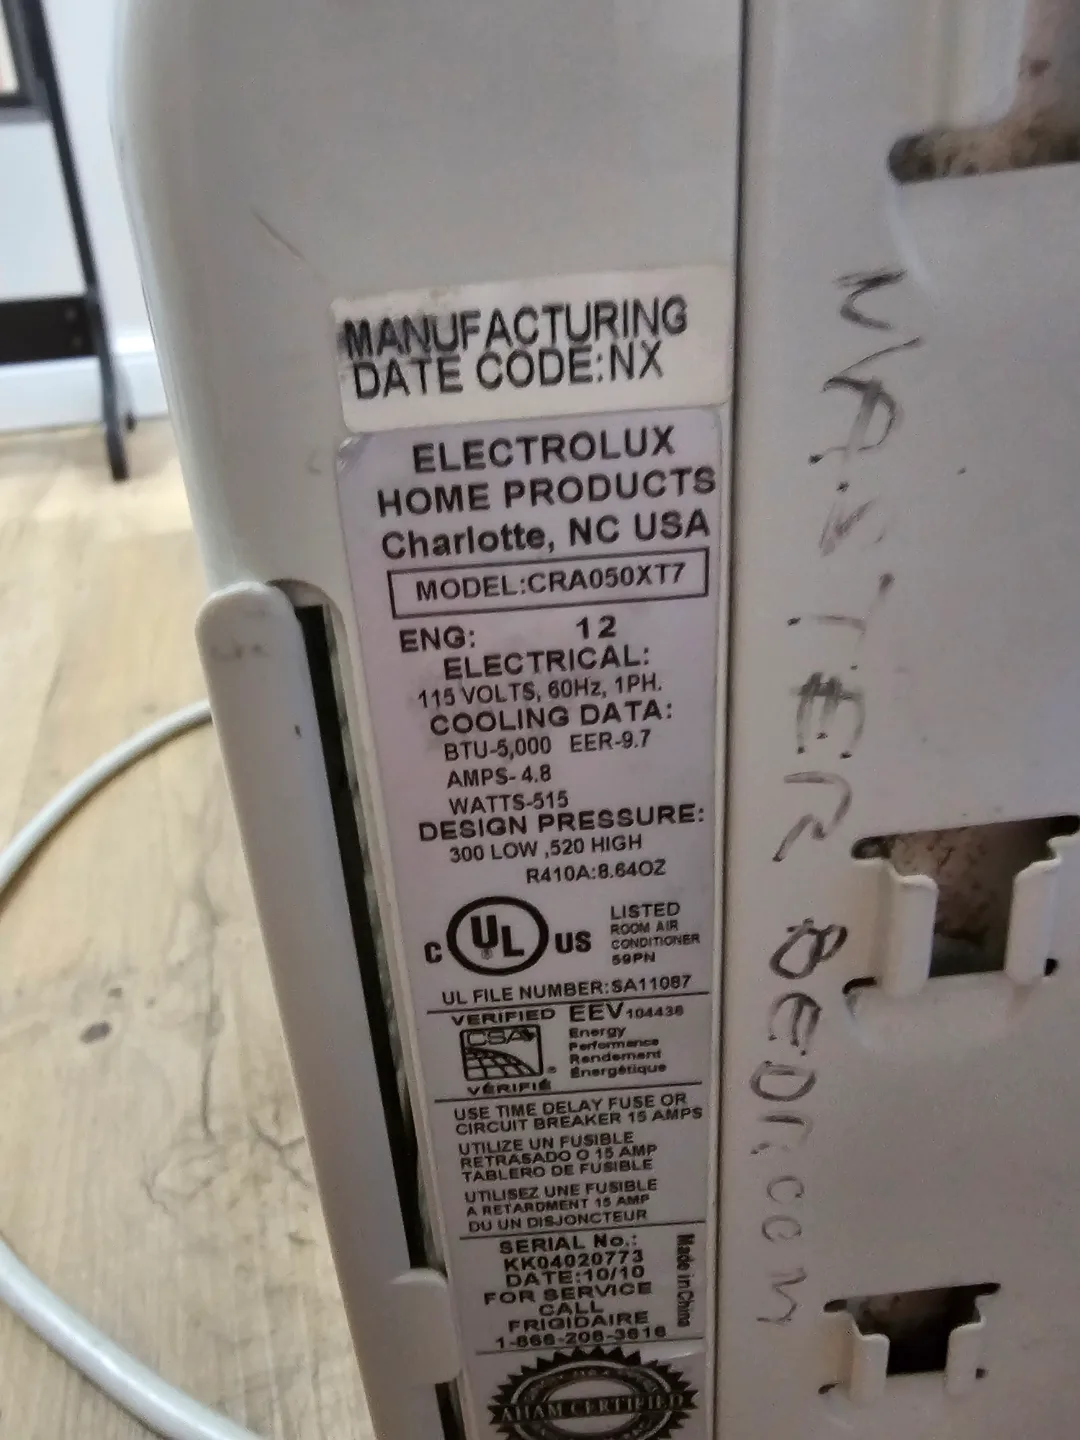 MANUFACTURING
DATE CODE:NX
ELECTROLUX
HOME PRODUCTS
Charlotte, NC USA
MODEL:CRA050XT7
ENG: 12
ELECTRICAL:
115 VOLTS, 60Hz, 1PH.
COOLING DATA:
BTU-5,000 EER-9.7
AMPS-4.8
WATTS-515
DESIGN PRESSURE:
300 LOW ,520 HIGH
R410A:8.64OZ
C UL US
LISTED
ROOM AIR
CONDITIONER
59PN
UL FILE NUMBER:SA11087
VERIFIED EEV 104436
CSA
Energy
Performance
Rendement
Énergétique
VÉRIFIÉ
USE TIME DELAY FUSE OR
CIRCUIT BREAKER 15 AMPS
UTILIZE UN FUSIBLE
RETRASADO O 15 AMP
TABLERO DE FUSIBLE
UTILISEZ UNE FUSIBLE
A RETARDMENT 15 AMP
DU UN DISJONCTEUR
SERIAL No.:
KK04020773
DATE:10/10
FOR SERVICE
CALL
FRIGIDAIRE
1-866-206-3616
Made in China
AHAM CERTIFIED
MASTER BEDROOM